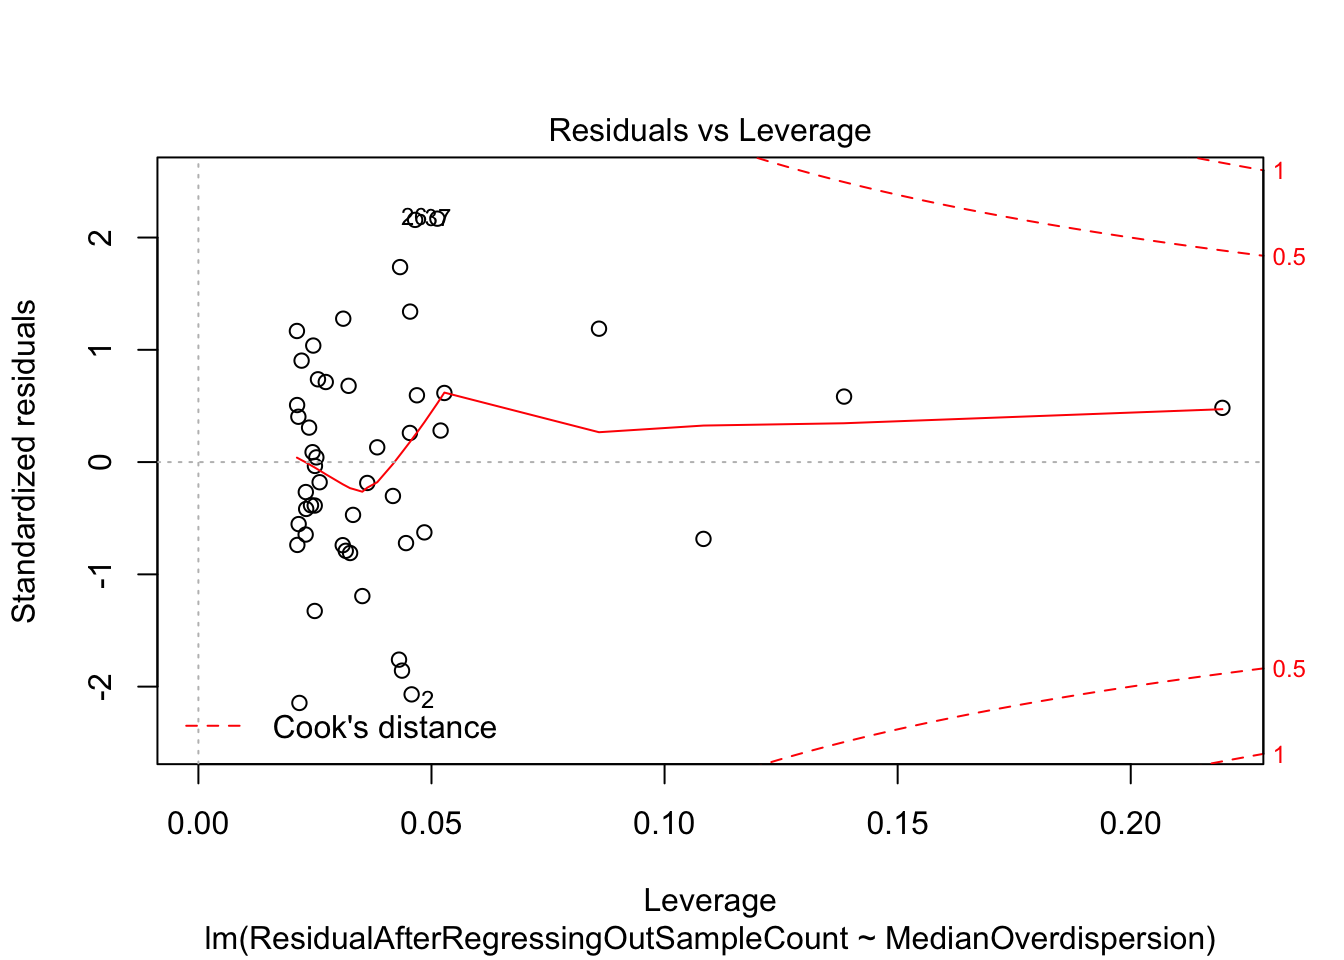 Residuals vs Leverage
Standardized residuals
2
1
0
-1
-2
1
0.5
0.5
1
2
Cook's distance
0.00 0.05 0.10 0.15 0.20
Leverage
lm(ResidualAfterRegressingOutSampleCount ~ MedianOverdispersion)